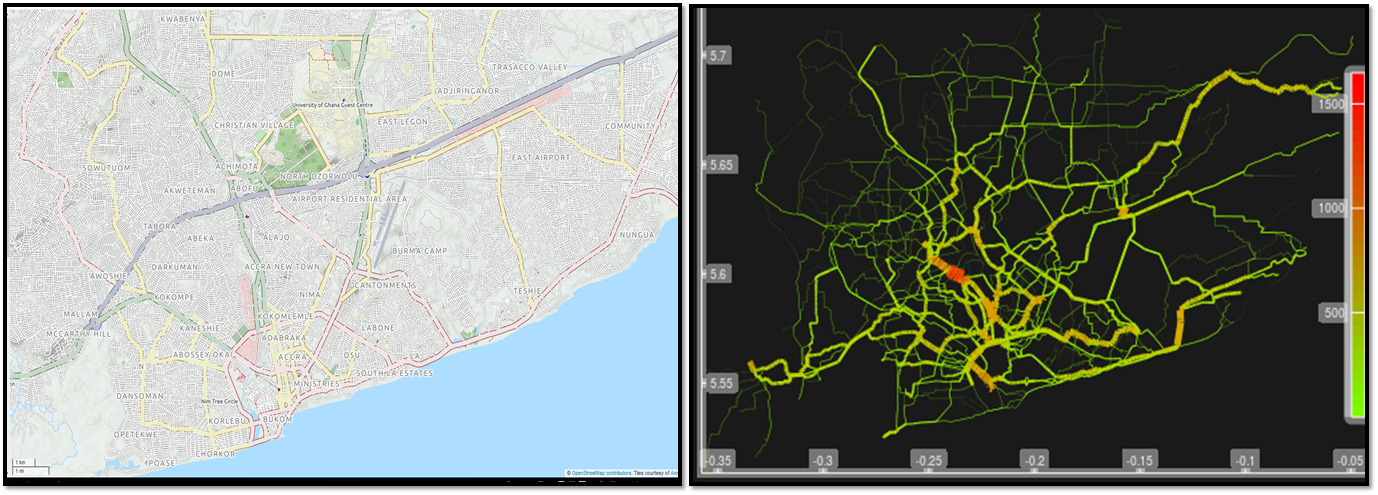 KWABENYA
TRASACCO VALLEY
DOME
ADJIRINGANOR
University of Ghana Guest Centre
CHRISTIAN VILLAGE
EAST LEGON
COMMUNITY 17
EAST AIRPORT
SOWUTUOM
ACHIMOTA
NORTH DZORWOLU
AKWETEMAN
ABOFU
AIRPORT RESIDENTIAL AREA
TABORA
ABEKA
ALAJO
NUNGUA
BURMA CAMP
DARKUMAN
ACCRA NEW TOWN
AWOSHIE
CANTONMENTS
KOKOMPE
NIMA
TESHIE
MALLAM
KOKOMLEMLE
MCCARTHY HILL
KANESHIE
LABONE
ADABRAKA
ABOSSEY OKAI
ACCRA
OSU
LA
SOUTH LA ESTATES
MINISTRIES
DANSOMAN
Nim Tree Circle
KORLEBU
BUKOM
OPETEKWE
CHORKOR
MPOASE
1 km
1 mi
© OpenStreetMap contributors. Tiles courtesy of An
5.7
5.65
5.6
5.55
1500
1000
500
-0.35
-0.3
-0.25
-0.2
-0.15
-0.1
-0.05